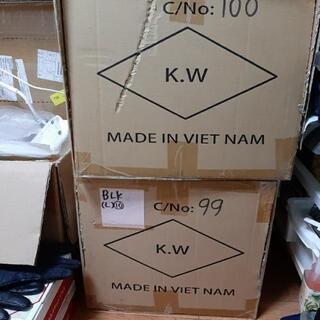 C/No: 100
K.W
MADE IN VIET NAM
BLK
C/No: 99
K.W
MADE IN VIET NAM